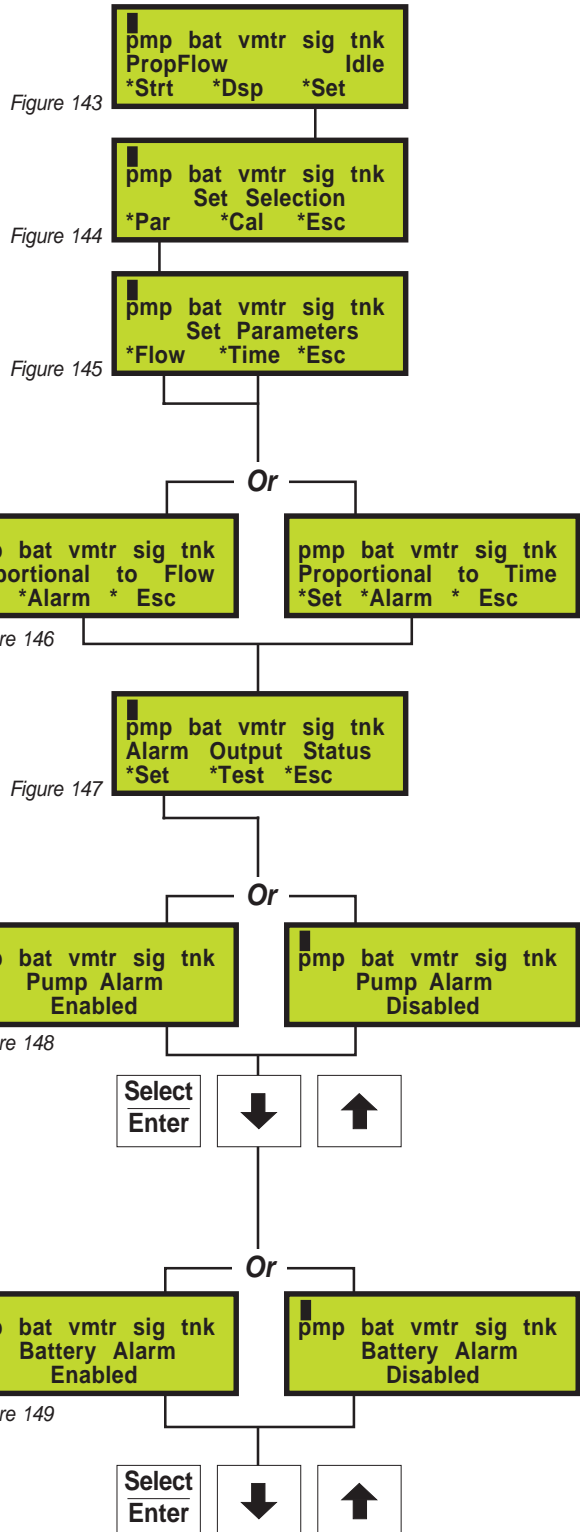 pmp bat vmtr sig tnk
PropFlow Idle
*Strt *Dsp *Set
Figure 143
pmp bat vmtr sig tnk
Set Selection
*Par *Cal *Esc
Figure 144
pmp bat vmtr sig tnk
Set Parameters
*Flow *Time *Esc
Figure 145
Or
bat vmtr sig tnk
to Flow
*Alarm * Esc
146
pmp bat vmtr sig tnk
Proportional to Time
*Set *Alarm * Esc
pmp bat vmtr sig tnk
Alarm Output Status
*Set *Test *Esc
Figure 147
Or
bat vmtr sig tnk
Pump Alarm
Enabled
148
pmp bat vmtr sig tnk
Pump Alarm
Disabled
Select
Enter
Or
bat vmtr sig tnk
Battery Alarm
Enabled
149
pmp bat vmtr sig tnk
Battery Alarm
Disabled
Select
Enter